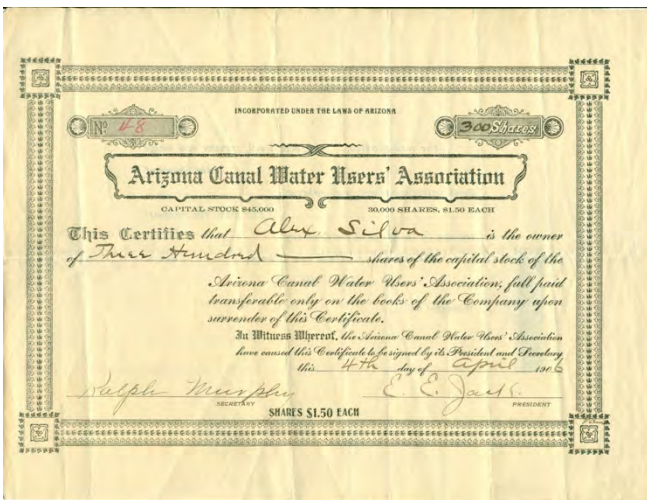 INCORPORATED UNDER THE LAWS OF ARIZONA
No 48
300 Shares
Arizona Canal Water Users' Association
CAPITAL STOCK $45,000 30,000 SHARES, $1.50 EACH
This Certifies that Alex. Silva is the owner
of Three Hundred shares of the capital stock of the
Arizona Canal Water Users' Association, full paid
transferable only on the books of the Company upon
surrender of this Certificate.
In Witness Whereof, the Arizona Canal Water Users' Association
have caused this Certificate to be signed by its President and Secretary
this 4th day of April 1906
Ralph Murphy E. E. Jack
SECRETARY PRESIDENT
SHARES $1.50 EACH